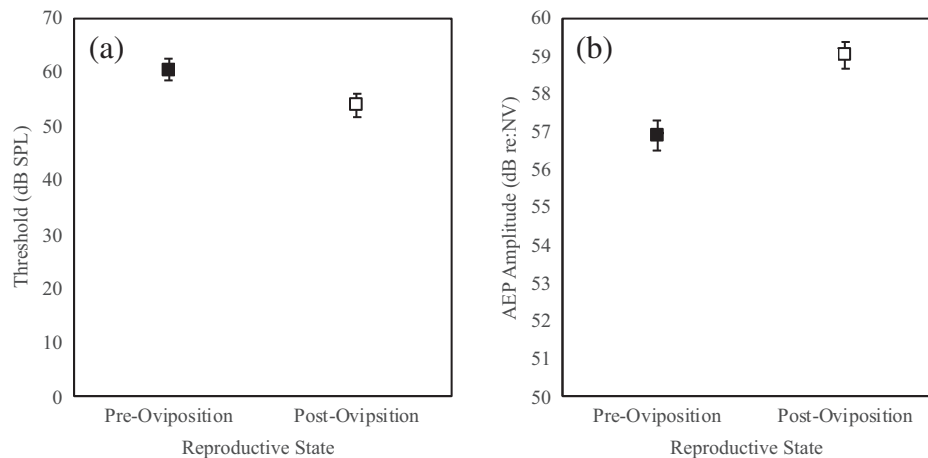 (a)
70
60
50
40
30
20
10
0
Threshold (dB SPL)
Pre-Oviposition Post-Ovipsition
Reproductive State
(b)
60
59
58
57
56
55
54
53
52
51
50
AEP Amplitude (dB re:NV)
Pre-Oviposition Post-Oviposition
Reproductive State